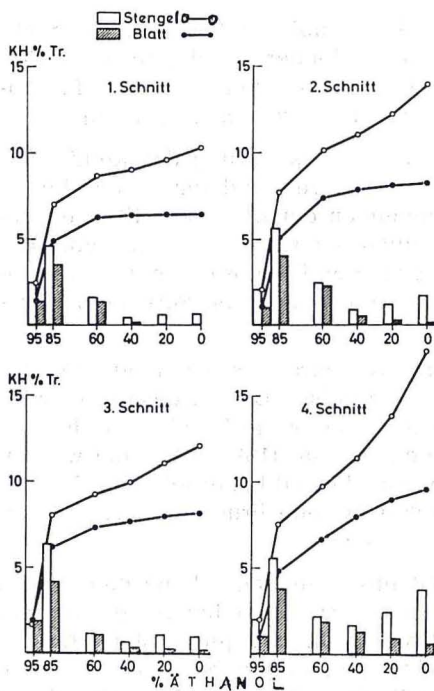 Stengel
Blatt
KH % Tr.
15
10
5
1. Schnitt
95 85 60 40 20 0
2. Schnitt
15
10
5
95 85 60 40 20 0
KH % Tr.
15
10
5
3. Schnitt
95 85 60 40 20 0
4. Schnitt
15
10
5
95 85 60 40 20 0
% ÄTHANOL